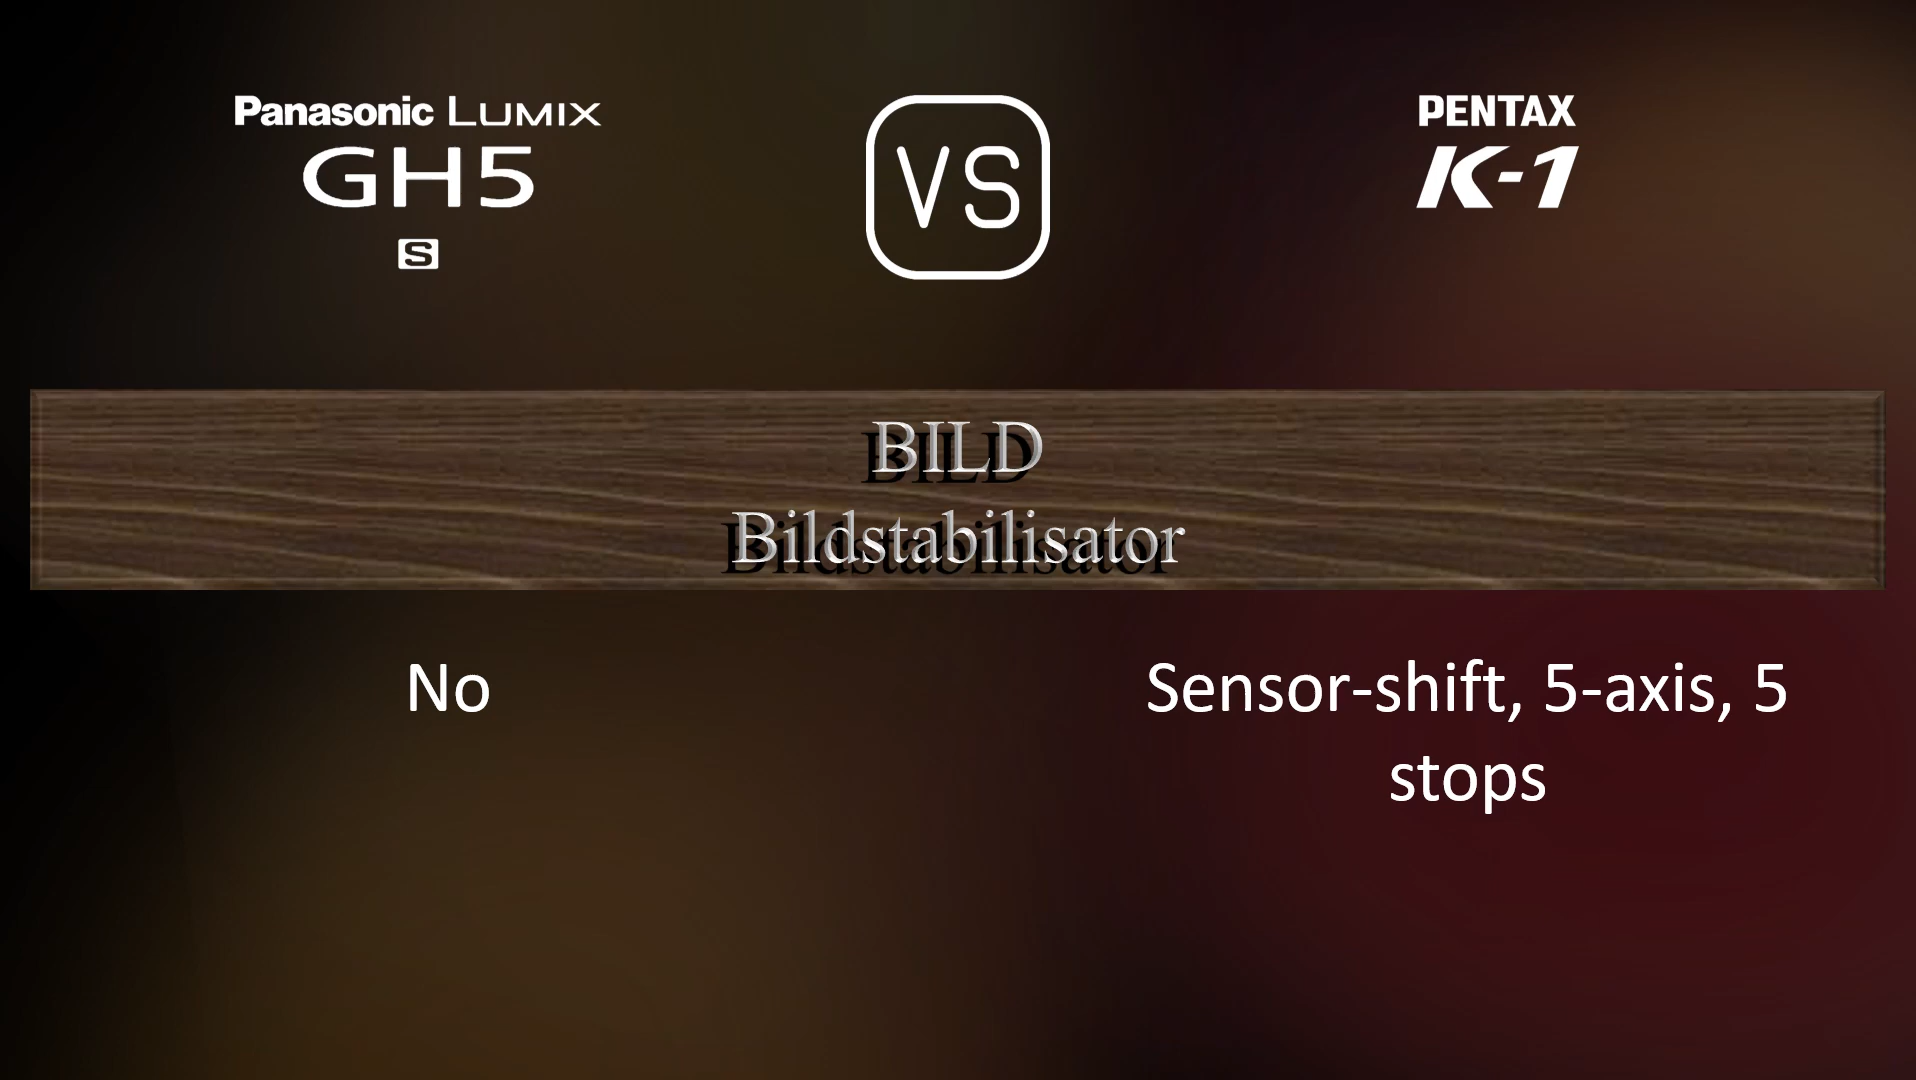 Panasonic LUMIX
GH5
S
VS
PENTAX
K-1
BILD
Bildstabilisator
No
Sensor-shift, 5-axis, 5
stops